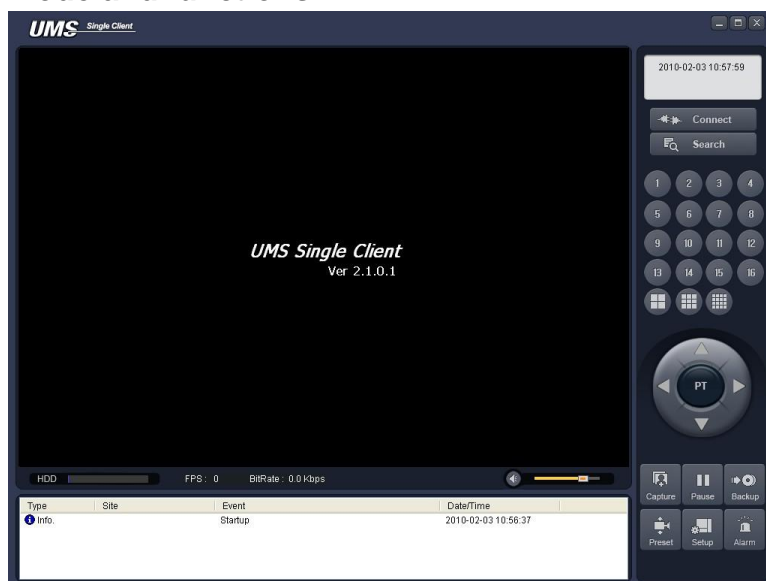 UMS Single Client
2010-02-03 10:57:59
Connect
Search
1 2 3 4
5 6 7 8
9 10 11 12
13 14 15 16
UMS Single Client
Ver 2.1.0.1
PT
HDD FPS : 0 BitRate : 0.0 Kbps
Capture Pause Backup
Preset Setup Alarm
Type Site Event Date/Time
Info. Startup 2010-02-03 10:56:37